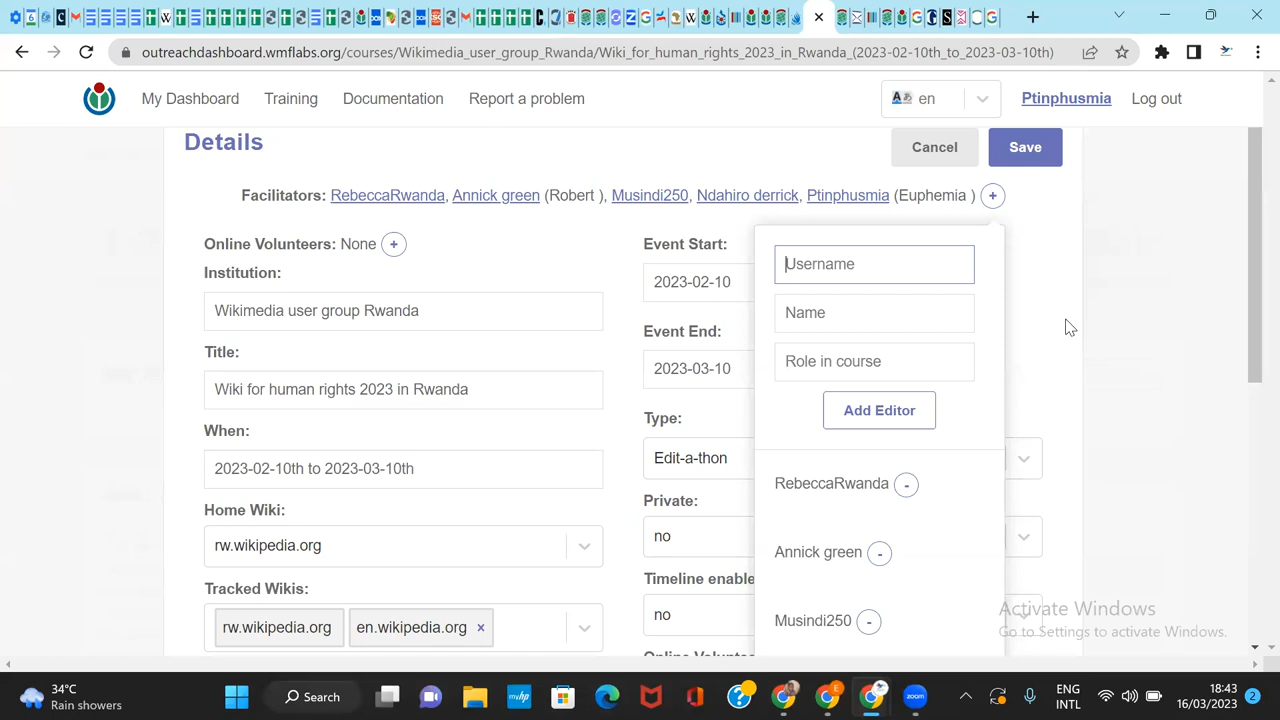 outreachdashboard.wmflabs.org/courses/Wikimedia_user_group_Rwanda/Wiki_for_human_rights_2023_in_Rwanda_(2023-02-10th_to_2023-03-10th)
My Dashboard Training Documentation Report a problem en Ptinphusmia Log out
Details Cancel Save
Facilitators: RebeccaRwanda, Annick green (Robert ), Musindi250, Ndahiro derrick, Ptinphusmia (Euphemia ) +
Online Volunteers: None +
Institution:
Wikimedia user group Rwanda
Title:
Wiki for human rights 2023 in Rwanda
When:
2023-02-10th to 2023-03-10th
Home Wiki:
rw.wikipedia.org
Tracked Wikis:
rw.wikipedia.org en.wikipedia.org ×
Event Start:
2023-02-10
Event End:
2023-03-10
Type:
Edit-a-thon
Private:
no
Timeline enable
no
Online Volunte
Username
Name
Role in course
Add Editor
RebeccaRwanda -
Annick green -
Musindi250 -
Activate Windows
Go to Settings to activate Windows.
34°C
Rain showers
Search
hp
zoom
ENG
INTL
18:43
16/03/2023
2